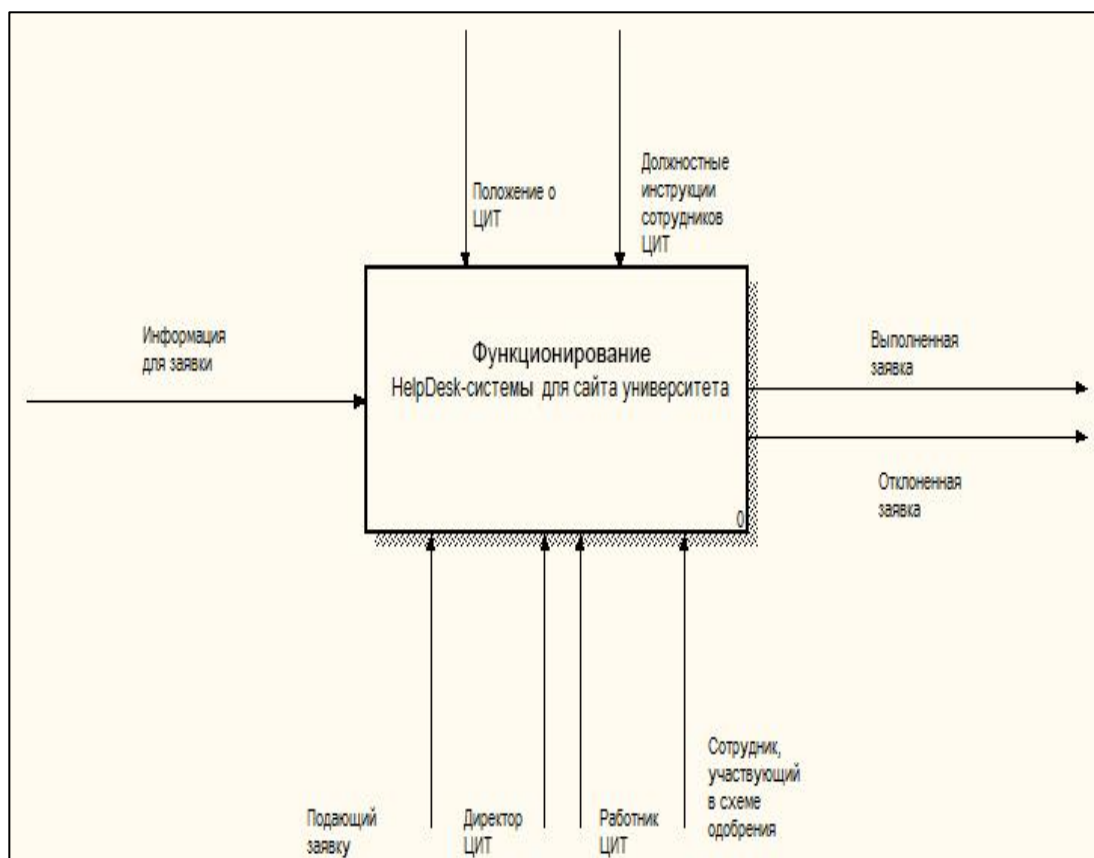 Положение о
ЦИТ
Должностные
инструкции
сотрудников
ЦИТ
Информация
для заявки
Функционирование
HelpDesk-системы для сайта университета
0
Выполненная
заявка
Отклоненная
заявка
Подающий
заявку
Директор
ЦИТ
Работник
ЦИТ
Сотрудник,
участвующий
в схеме
одобрения